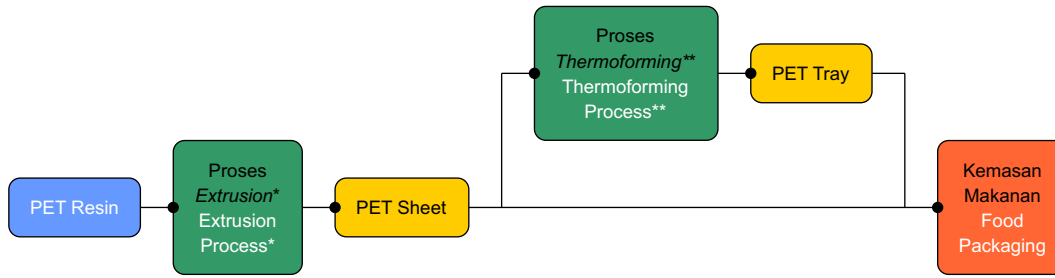 Proses
Thermoforming**
Thermoforming
Process**
PET Tray
PET Resin
Proses
Extrusion*
Extrusion
Process*
PET Sheet
Kemasan
Makanan
Food
Packaging